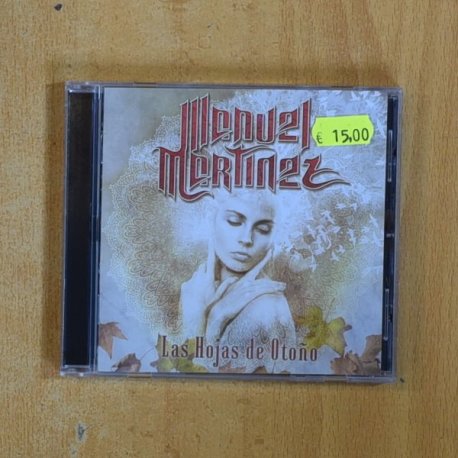 Manuel
Martinez
€ 15,00
Las Hojas de Otoño